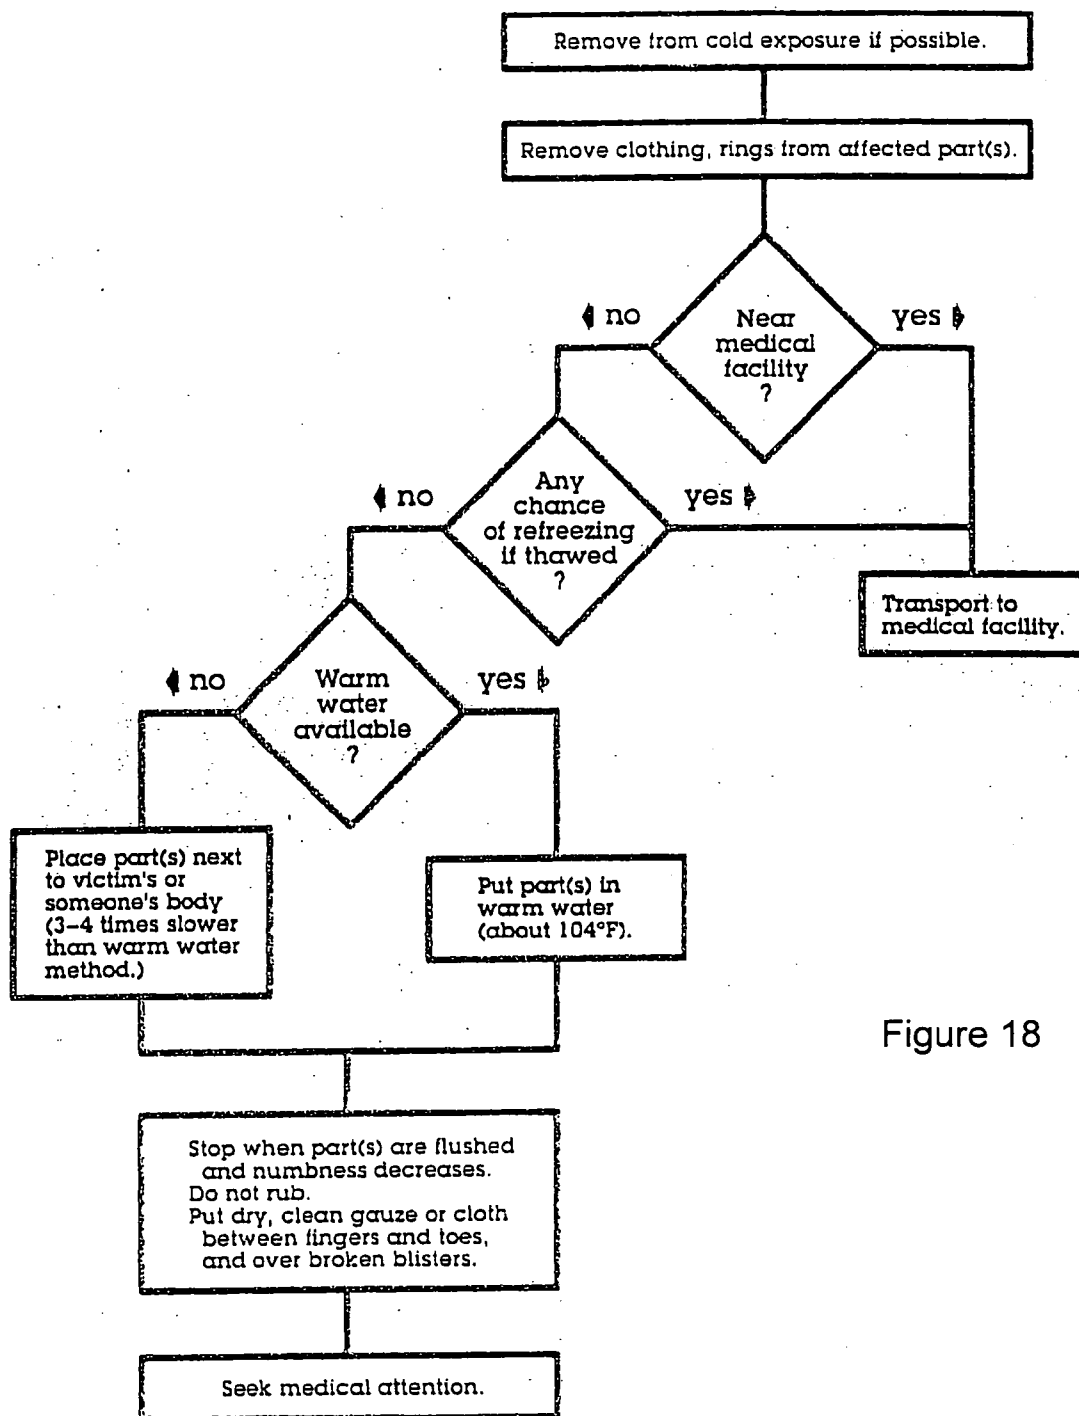 Remove from cold exposure if possible.
Remove clothing, rings from affected part(s).
Near
medical
facility
?
no
yes
Any
chance
of refreezing
if thawed
?
no
yes
Transport to
medical facility.
Warm
water
available
?
no
yes
Place part(s) next
to victim's or
someone's body
(3–4 times slower
than warm water
method.)
Put part(s) in
warm water
(about 104°F).
Figure 18
Stop when part(s) are flushed
and numbness decreases.
Do not rub.
Put dry, clean gauze or cloth
between fingers and toes,
and over broken blisters.
Seek medical attention.